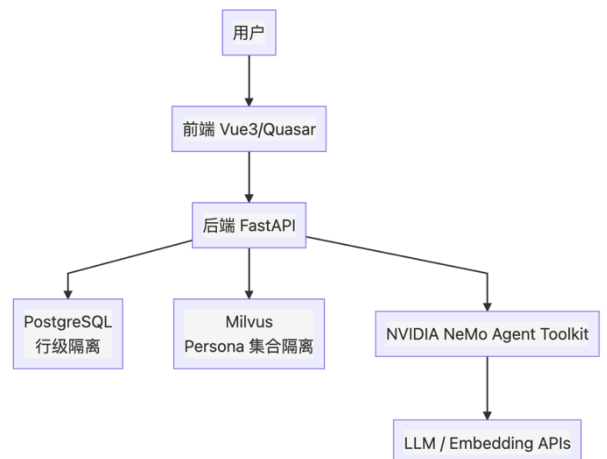 用户
前端 Vue3/Quasar
后端 FastAPI
PostgreSQL
行级隔离
Milvus
Persona 集合隔离
NVIDIA NeMo Agent Toolkit
LLM / Embedding APIs